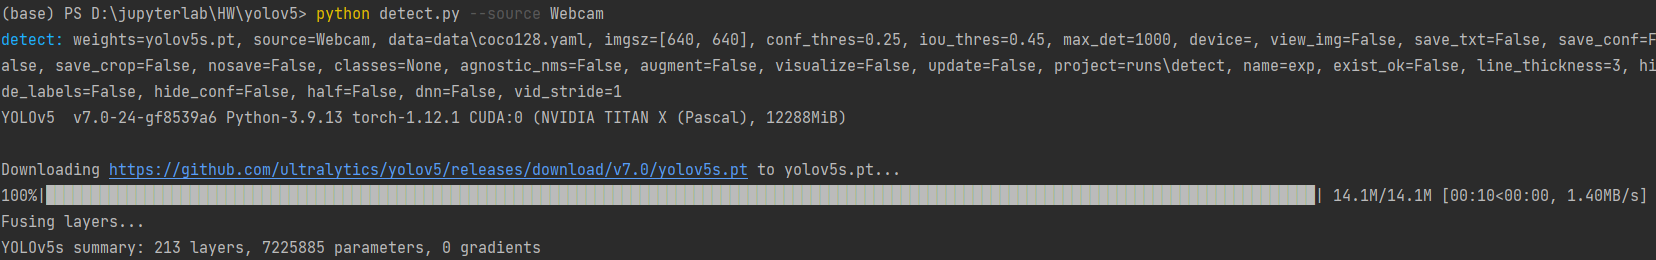 (base) PS D:\jupyterlab\HW\yolov5> python detect.py --source Webcam
detect: weights=yolov5s.pt, source=Webcam, data=data\coco128.yaml, imgsz=[640, 640], conf_thres=0.25, iou_thres=0.45, max_det=1000, device=, view_img=False, save_txt=False, save_conf=F
alse, save_crop=False, nosave=False, classes=None, agnostic_nms=False, augment=False, visualize=False, update=False, project=runs\detect, name=exp, exist_ok=False, line_thickness=3, hi
de_labels=False, hide_conf=False, half=False, dnn=False, vid_stride=1
YOLOv5  v7.0-24-gf8539a6 Python-3.9.13 torch-1.12.1 CUDA:0 (NVIDIA TITAN X (Pascal), 12288MiB)
Downloading https://github.com/ultralytics/yolov5/releases/download/v7.0/yolov5s.pt to yolov5s.pt...
100%| | 14.1M/14.1M [00:10<00:00, 1.40MB/s]
Fusing layers...
YOLOv5s summary: 213 layers, 7225885 parameters, 0 gradients